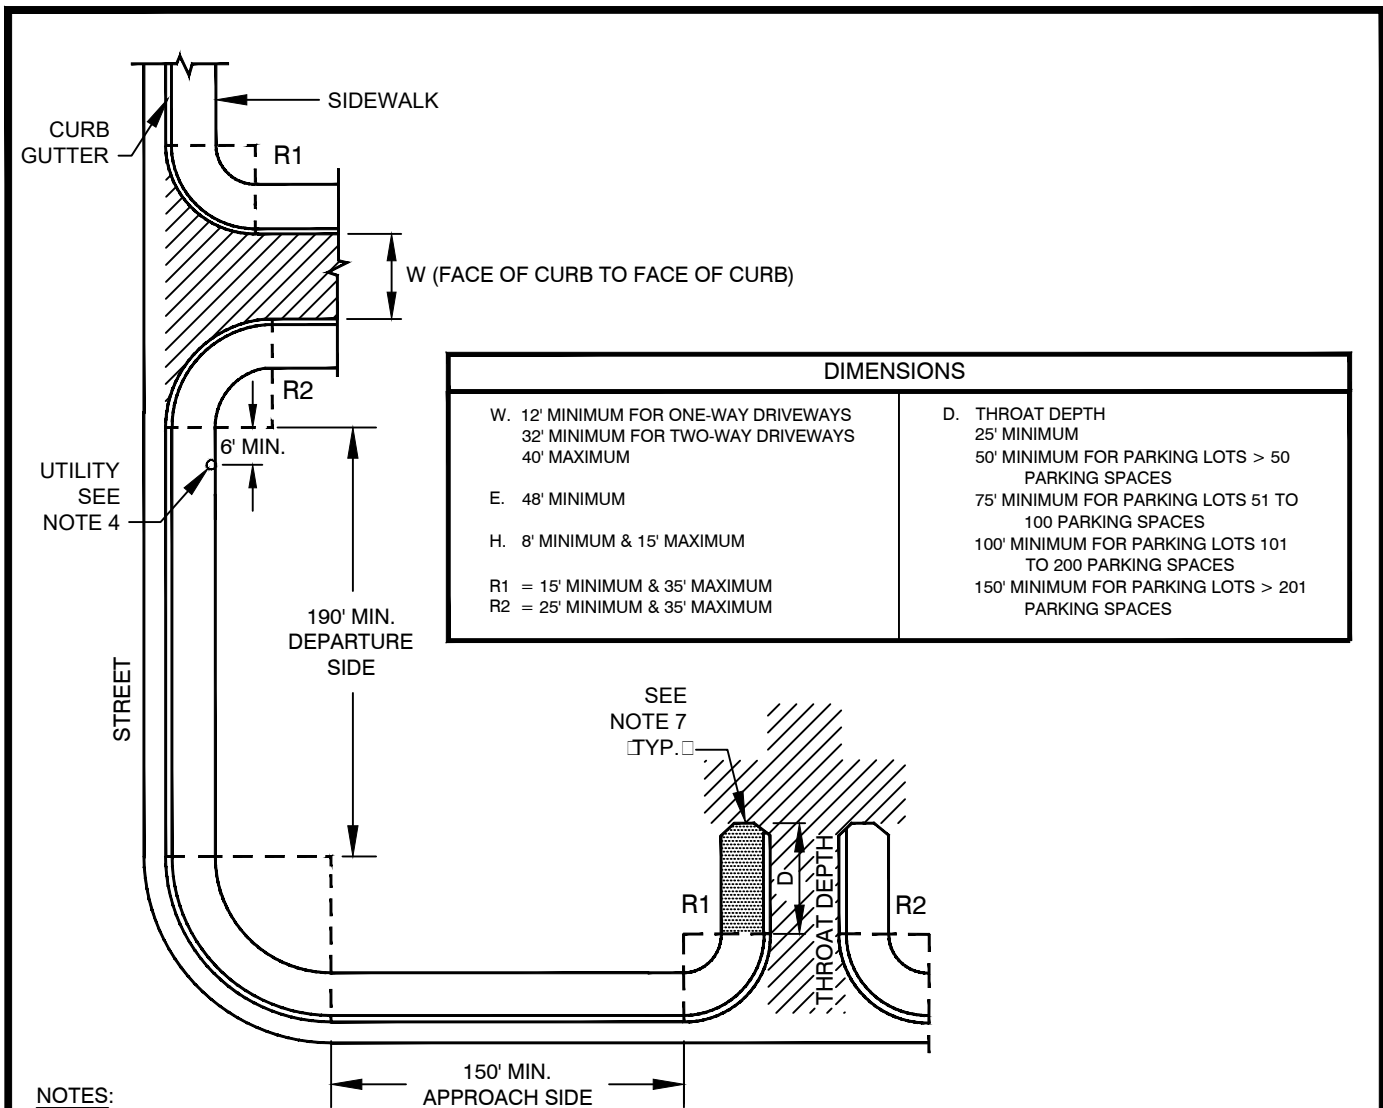 SIDEWALK
CURB
GUTTER
R1
W (FACE OF CURB TO FACE OF CURB)
R2
6' MIN.
UTILITY
SEE
NOTE 4
190' MIN.
DEPARTURE
SIDE
STREET
DIMENSIONS
W. 12' MINIMUM FOR ONE-WAY DRIVEWAYS
32' MINIMUM FOR TWO-WAY DRIVEWAYS
40' MAXIMUM
E. 48' MINIMUM
H. 8' MINIMUM & 15' MAXIMUM
R1 = 15' MINIMUM & 35' MAXIMUM
R2 = 25' MINIMUM & 35' MAXIMUM
D. THROAT DEPTH
25' MINIMUM
50' MINIMUM FOR PARKING LOTS > 50
PARKING SPACES
75' MINIMUM FOR PARKING LOTS 51 TO
100 PARKING SPACES
100' MINIMUM FOR PARKING LOTS 101
TO 200 PARKING SPACES
150' MINIMUM FOR PARKING LOTS > 201
PARKING SPACES
SEE
NOTE 7
□TYP.□
R1
D
THROAT DEPTH
R2
150' MIN.
APPROACH SIDE
NOTES: